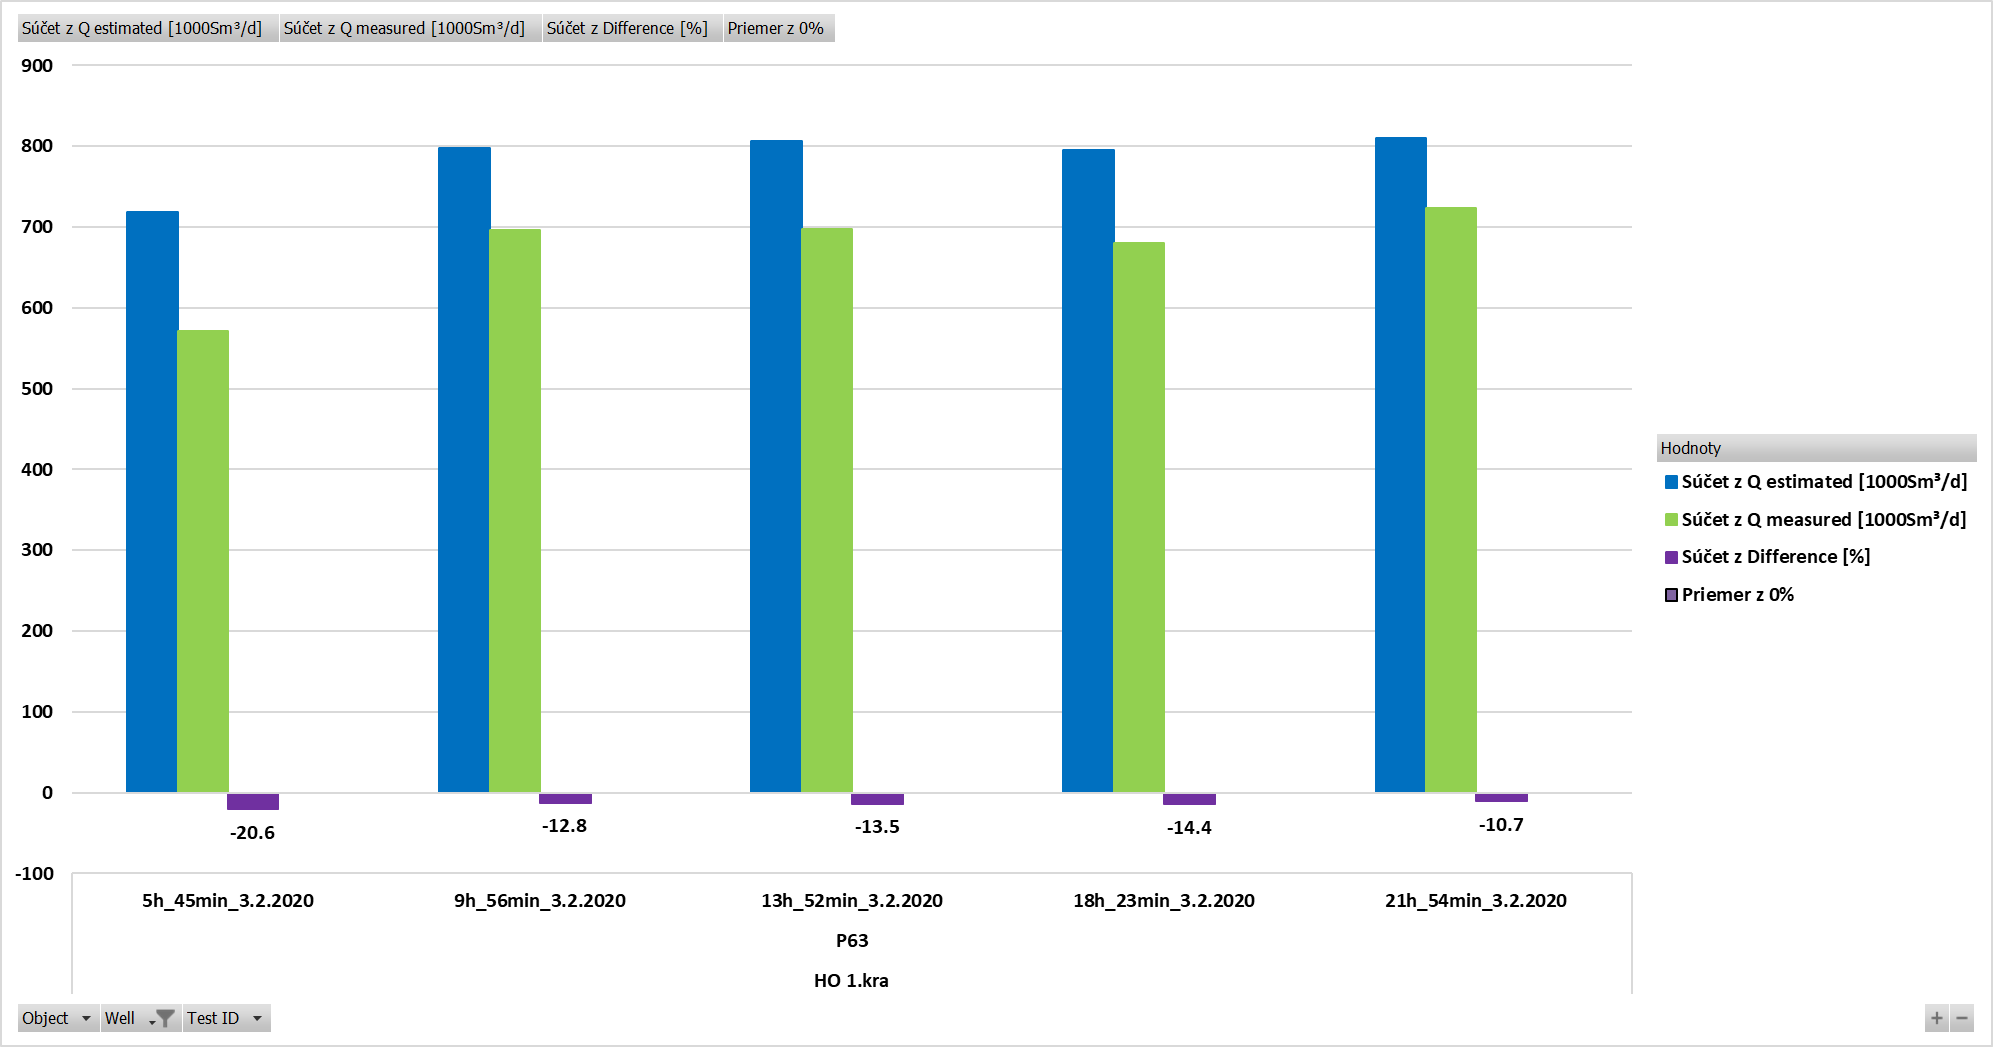 Súčet z Q estimated [1000Sm³/d] Súčet z Q measured [1000Sm³/d] Súčet z Difference [%] Priemer z 0%
900
800
700
600
500
400
300
200
100
0
-100
-20.6 -12.8 -13.5 -14.4 -10.7
5h_45min_3.2.2020 9h_56min_3.2.2020 13h_52min_3.2.2020 18h_23min_3.2.2020 21h_54min_3.2.2020
P63
HO 1.kra
Hodnoty
Súčet z Q estimated [1000Sm³/d]
Súčet z Q measured [1000Sm³/d]
Súčet z Difference [%]
Priemer z 0%
Object Well Test ID
+ −